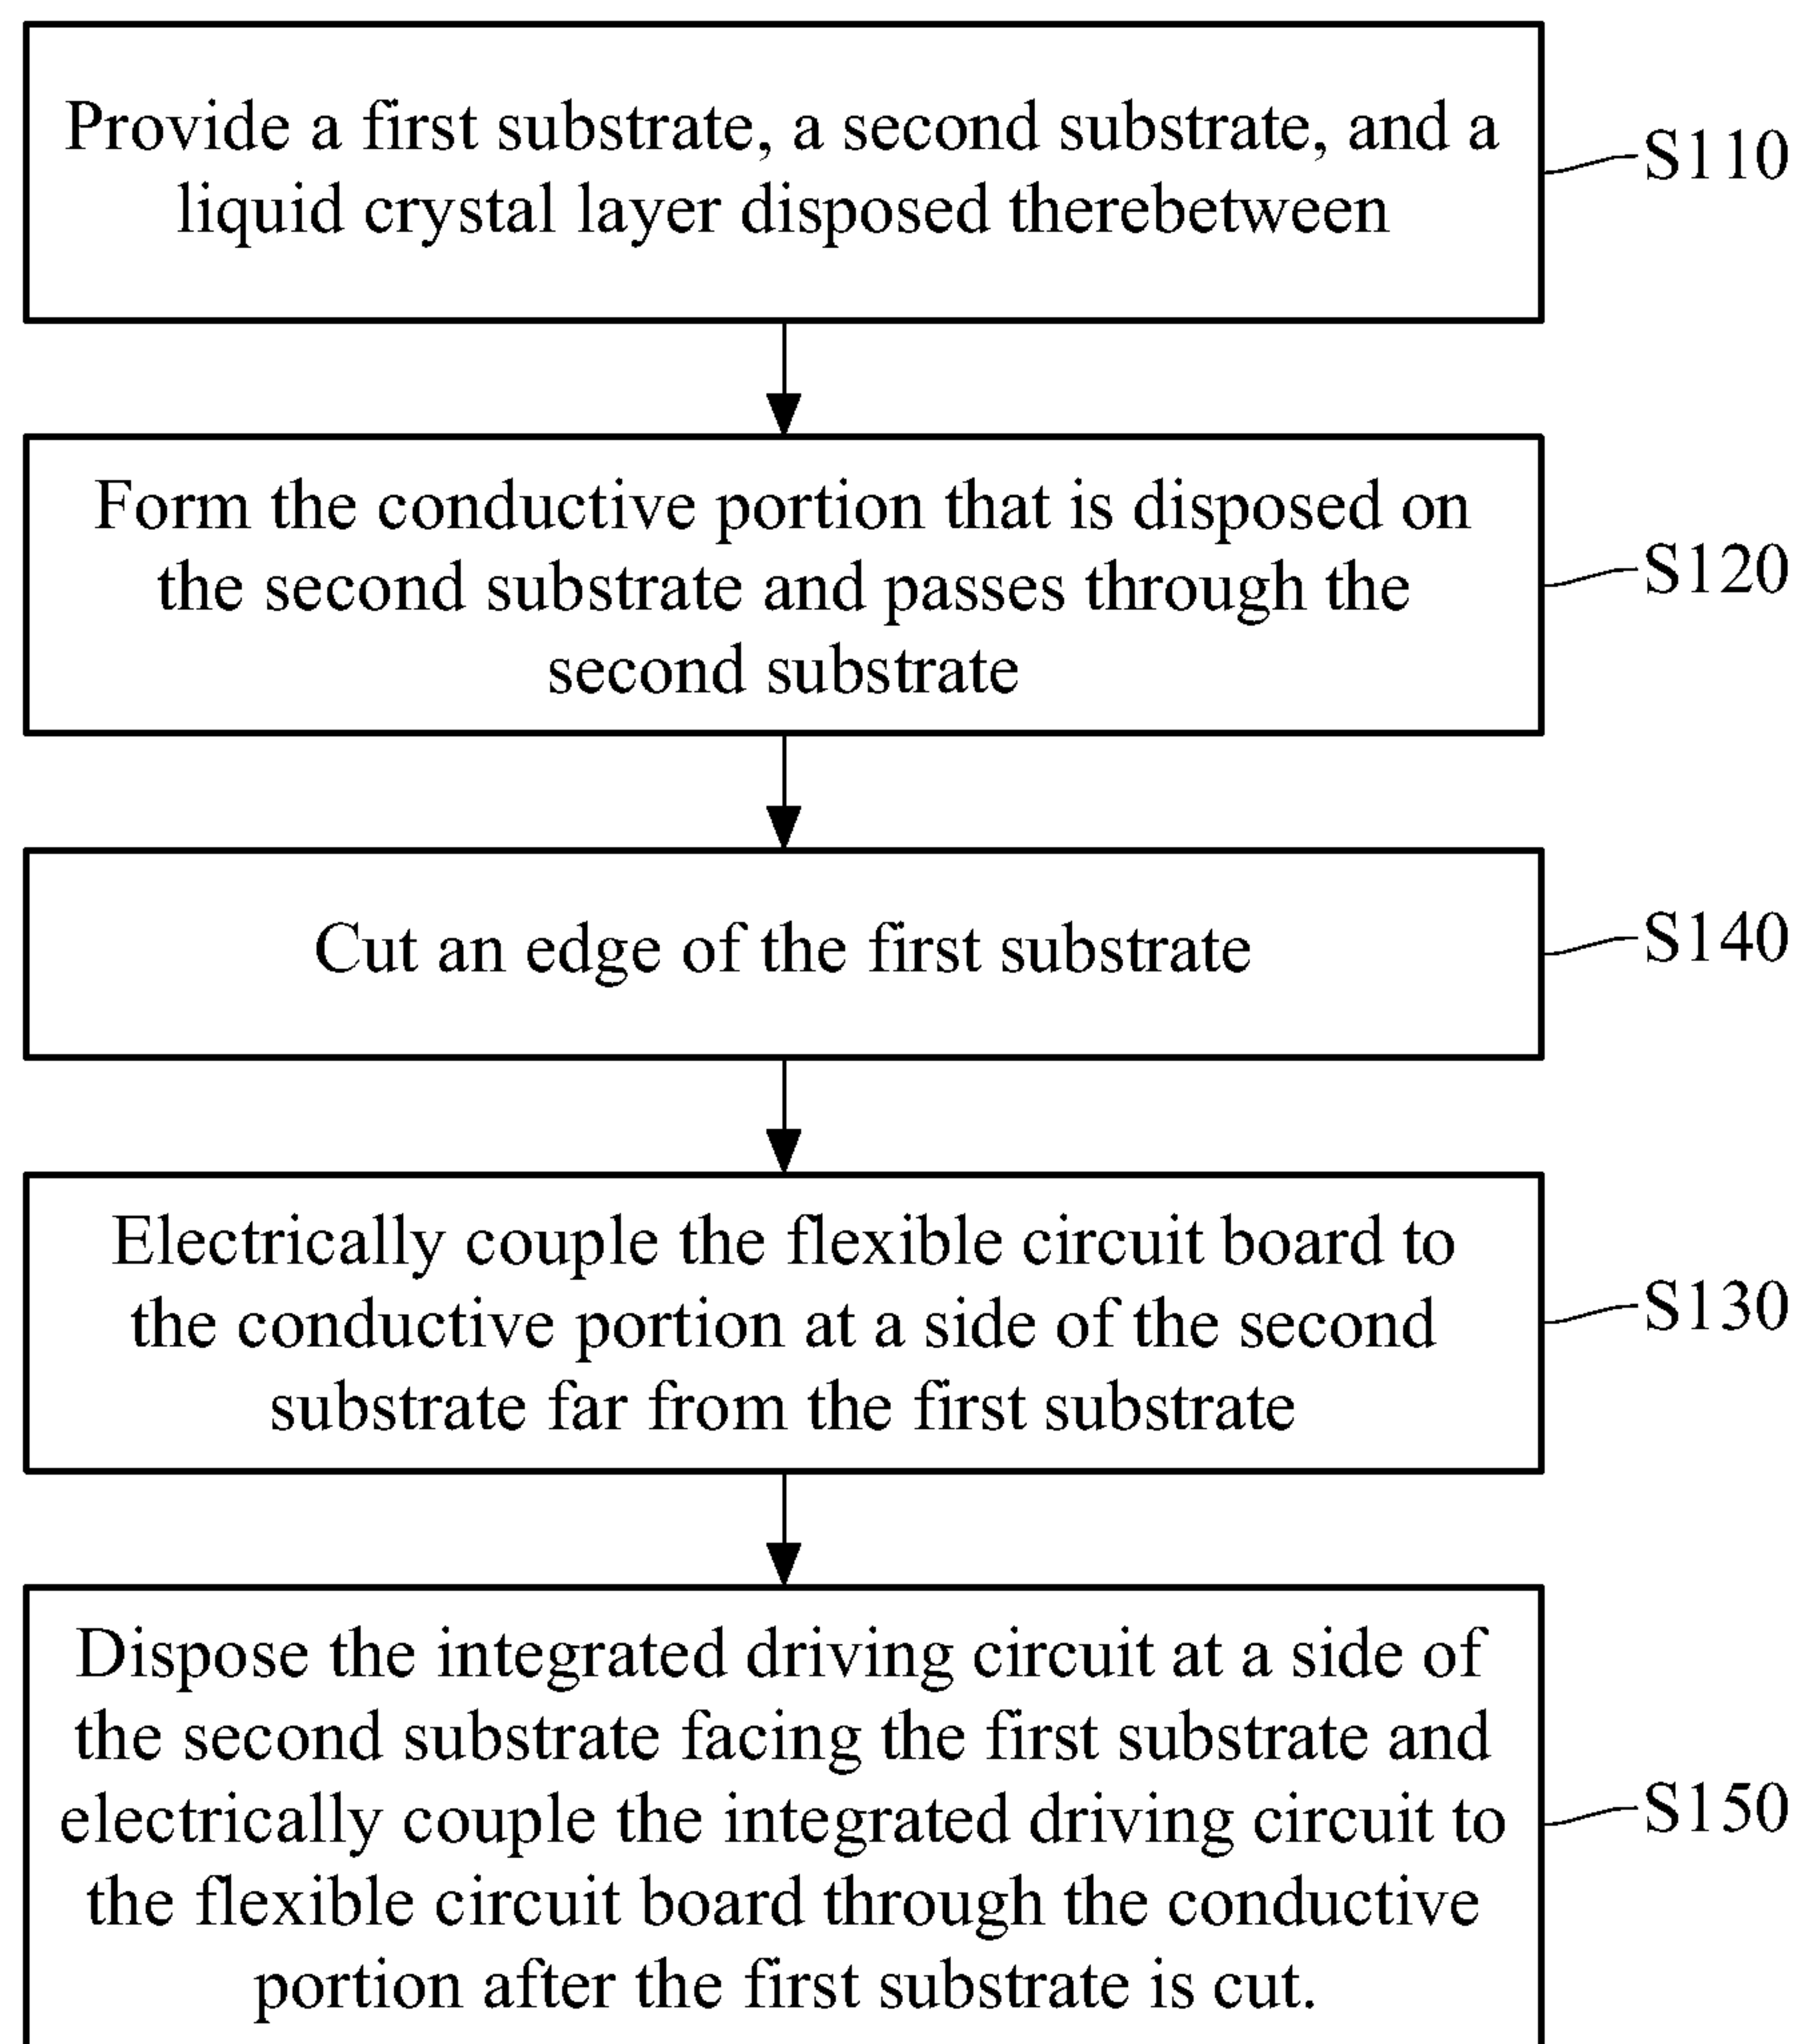 Provide a first substrate, a second substrate, and a
liquid crystal layer disposed therebetween
S110
Form the conductive portion that is disposed on
the second substrate and passes through the
second substrate
S120
Cut an edge of the first substrate
S140
Electrically couple the flexible circuit board to
the conductive portion at a side of the second
substrate far from the first substrate
S130
Dispose the integrated driving circuit at a side of
the second substrate facing the first substrate and
electrically couple the integrated driving circuit to
the flexible circuit board through the conductive
portion after the first substrate is cut.
S150